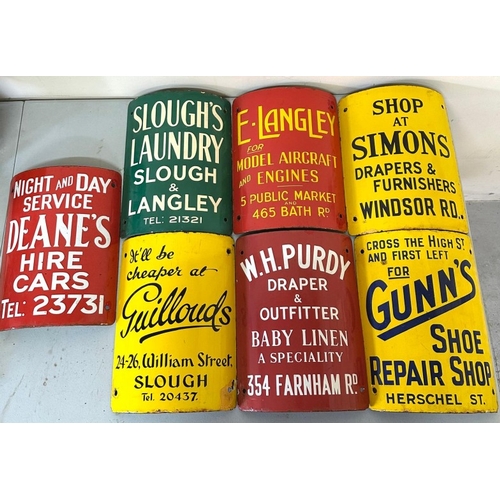 NIGHT AND DAY
SERVICE
DEANE'S
HIRE
CARS
TEL: 23731
SLOUGH'S
LAUNDRY
SLOUGH
&
LANGLEY
TEL: 21321
E. LANGLEY
FOR
MODEL AIRCRAFT
AND ENGINES
5 PUBLIC MARKET
AND
465 BATH RD
SHOP
AT
SIMONS
DRAPERS &
FURNISHERS
WINDSOR RD.
It'll be
cheaper at
Guillouds
24-26, William Street,
SLOUGH
Tel. 20437.
W.H. PURDY
DRAPER
&
OUTFITTER
BABY LINEN
A SPECIALITY
354 FARNHAM RD
CROSS THE HIGH ST
AND FIRST LEFT
FOR
GUNN'S
SHOE
REPAIR SHOP
HERSCHEL ST.